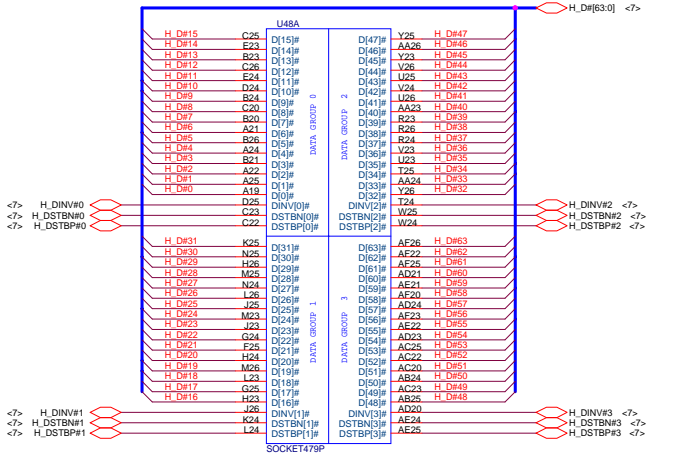 H_D#[63:0] <7>
U48A
H_D#15 C25 D[15]# D[47]# Y25 H_D#47
H_D#14 E23 D[14]# D[46]# AA26 H_D#46
H_D#13 B23 D[13]# D[45]# Y23 H_D#45
H_D#12 C26 D[12]# D[44]# V26 H_D#44
H_D#11 E24 D[11]# D[43]# U25 H_D#43
H_D#10 D24 D[10]# D[42]# V24 H_D#42
H_D#9 B24 D[9]# D[41]# U26 H_D#41
H_D#8 C20 D[8]# D[40]# AA23 H_D#40
H_D#7 B20 D[7]# D[39]# R23 H_D#39
H_D#6 A21 D[6]# D[38]# R26 H_D#38
H_D#5 B26 D[5]# D[37]# R24 H_D#37
H_D#4 A24 D[4]# D[36]# V23 H_D#36
H_D#3 B21 D[3]# D[35]# U23 H_D#35
H_D#2 A22 D[2]# D[34]# T25 H_D#34
H_D#1 A25 D[1]# D[33]# AA24 H_D#33
H_D#0 A19 D[0]# D[32]# Y26 H_D#32
DATA GROUP 0
DATA GROUP 2
<7> H_DINV#0 D25 DINV[0]# DINV[2]# T24 H_DINV#2 <7>
<7> H_DSTBN#0 C23 DSTBN[0]# DSTBN[2]# W25 H_DSTBN#2 <7>
<7> H_DSTBP#0 C22 DSTBP[0]# DSTBP[2]# W24 H_DSTBP#2 <7>
H_D#31 K25 D[31]# D[63]# AF26 H_D#63
H_D#30 N25 D[30]# D[62]# AF22 H_D#62
H_D#29 H26 D[29]# D[61]# AF25 H_D#61
H_D#28 M25 D[28]# D[60]# AD21 H_D#60
H_D#27 N24 D[27]# D[59]# AE21 H_D#59
H_D#26 L26 D[26]# D[58]# AF20 H_D#58
H_D#25 J25 D[25]# D[57]# AD24 H_D#57
H_D#24 M23 D[24]# D[56]# AF23 H_D#56
H_D#23 J23 D[23]# D[55]# AE22 H_D#55
H_D#22 G24 D[22]# D[54]# AD23 H_D#54
H_D#21 F25 D[21]# D[53]# AC25 H_D#53
H_D#20 H24 D[20]# D[52]# AC22 H_D#52
H_D#19 M26 D[19]# D[51]# AC20 H_D#51
H_D#18 L23 D[18]# D[50]# AB24 H_D#50
H_D#17 G25 D[17]# D[49]# AC23 H_D#49
H_D#16 H23 D[16]# D[48]# AB25 H_D#48
DATA GROUP 1
DATA GROUP 3
<7> H_DINV#1 J26 DINV[1]# DINV[3]# AD20 H_DINV#3 <7>
<7> H_DSTBN#1 K24 DSTBN[1]# DSTBN[3]# AE24 H_DSTBN#3 <7>
<7> H_DSTBP#1 L24 DSTBP[1]# DSTBP[3]# AE25 H_DSTBP#3 <7>
SOCKET479P